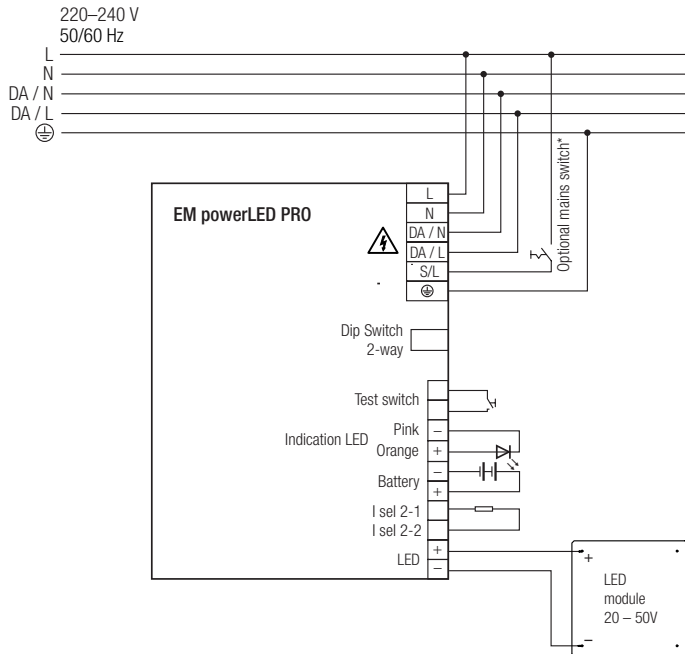 220–240 V
50/60 Hz
L
N
DA / N
DA / L
Optional mains switch*
EM powerLED PRO
L
N
DA / N
DA / L
S/L
Dip Switch
2-way
Test switch
Indication LED
Pink –
Orange +
Battery
–
+
I sel 2-1
I sel 2-2
LED
+
–
+
LED
module
20 – 50V
–